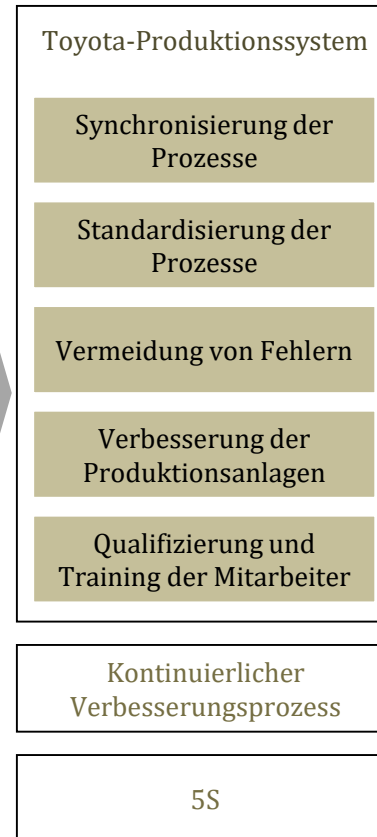 Toyota-Produktionssystem
Synchronisierung der
Prozesse
Standardisierung der
Prozesse
Vermeidung von Fehlern
Verbesserung der
Produktionsanlagen
Qualifizierung und
Training der Mitarbeiter
Kontinuierlicher
Verbesserungsprozess
5S